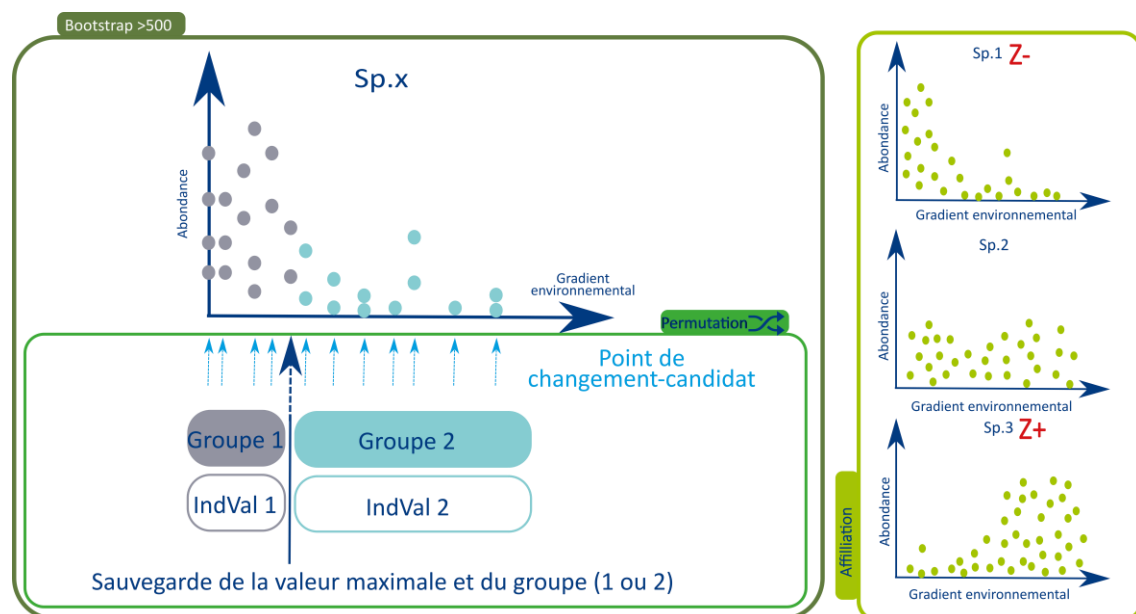 Bootstrap >500
Sp.x
Abondance
Gradient
environnemental
Permutation
Point de
changement-candidat
Groupe 1
Groupe 2
IndVal 1
IndVal 2
Sauvegarde de la valeur maximale et du groupe (1 ou 2)
Affilliation
Sp.1 Z-
Abondance
Gradient environnemental
Sp.2
Abondance
Gradient environnemental
Sp.3 Z+
Abondance
Gradient environnemental